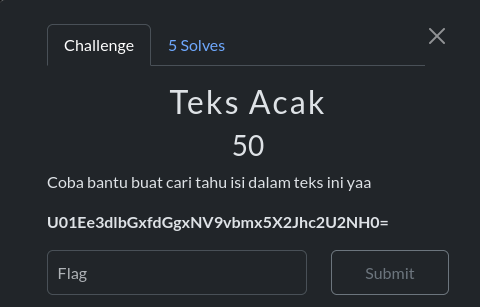 Challenge
5 Solves
Teks Acak
50
Coba bantu buat cari tahu isi dalam teks ini yaa
U01Ee3dlbGxfdGgxNV9vbmx5X2Jhc2U2NH0=
Flag
Submit